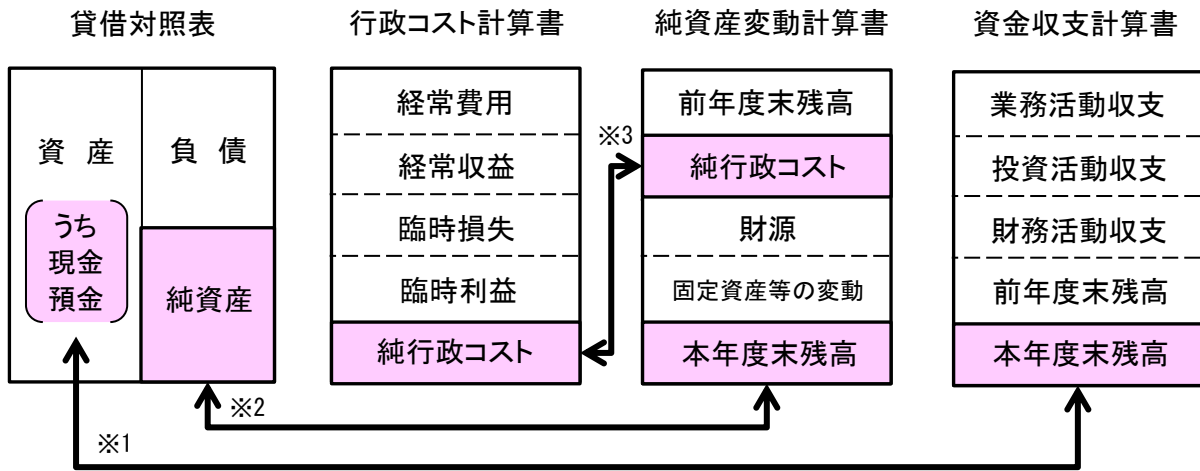 貸借対照表
資 産
負 債
うち
現金
預金
純資産
行政コスト計算書
経常費用
経常収益
臨時損失
臨時利益
純行政コスト
※3
純資産変動計算書
前年度末残高
純行政コスト
財源
固定資産等の変動
本年度末残高
資金収支計算書
業務活動収支
投資活動収支
財務活動収支
前年度末残高
本年度末残高
※2
※1